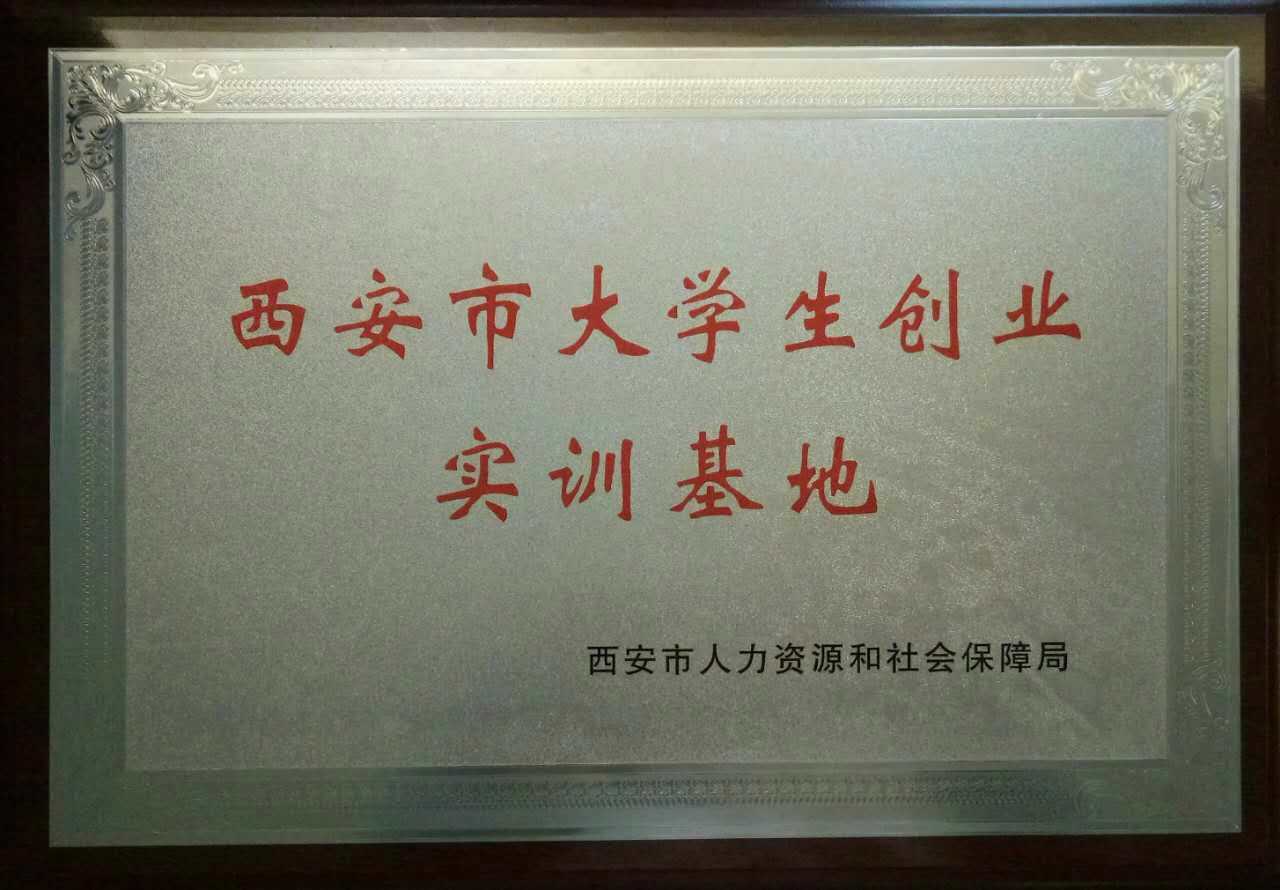 西安市大学生创业
实训基地
西安市人力资源和社会保障局